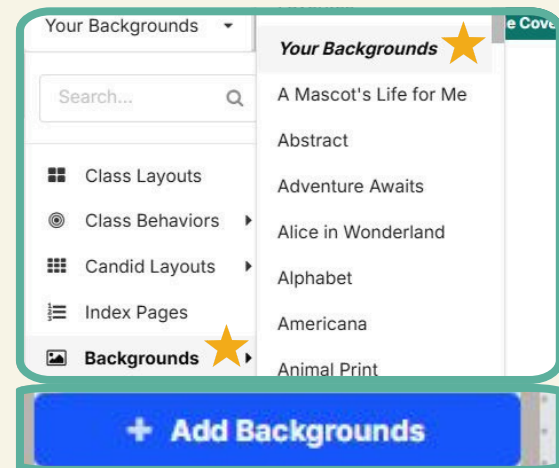 Your Backgrounds
Search...
Class Layouts
Class Behaviors
Candid Layouts
Index Pages
Backgrounds
Your Backgrounds
A Mascot's Life for Me
Abstract
Adventure Awaits
Alice in Wonderland
Alphabet
Americana
Animal Print
e Cove
+ Add Backgrounds